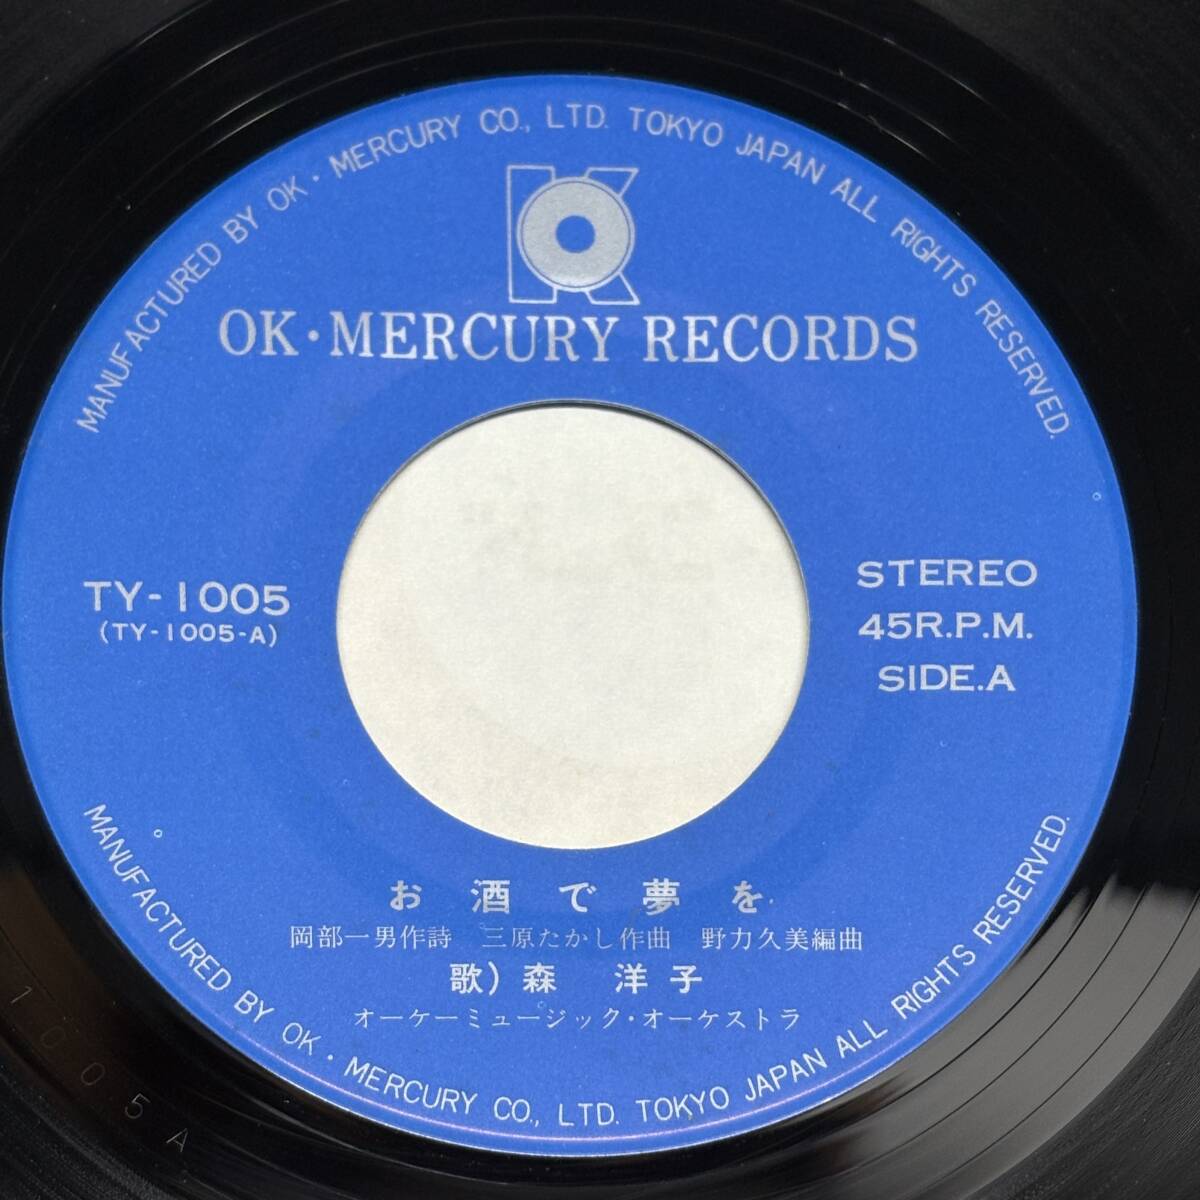 MANUFACTURED BY OK・MERCURY CO., LTD. TOKYO JAPAN ALL RIGHTS RESERVED.
K
OK・MERCURY RECORDS
TY-1005
(TY-1005-A)
STEREO
45R.P.M.
SIDE.A
お酒で夢を
岡部一男作詩 三原たかし作曲 野力久美編曲
歌)森 洋子
オーケーミュージック・オーケストラ
MANUFACTURED BY OK・MERCURY CO., LTD. TOKYO JAPAN ALL RIGHTS RESERVED.
1005A